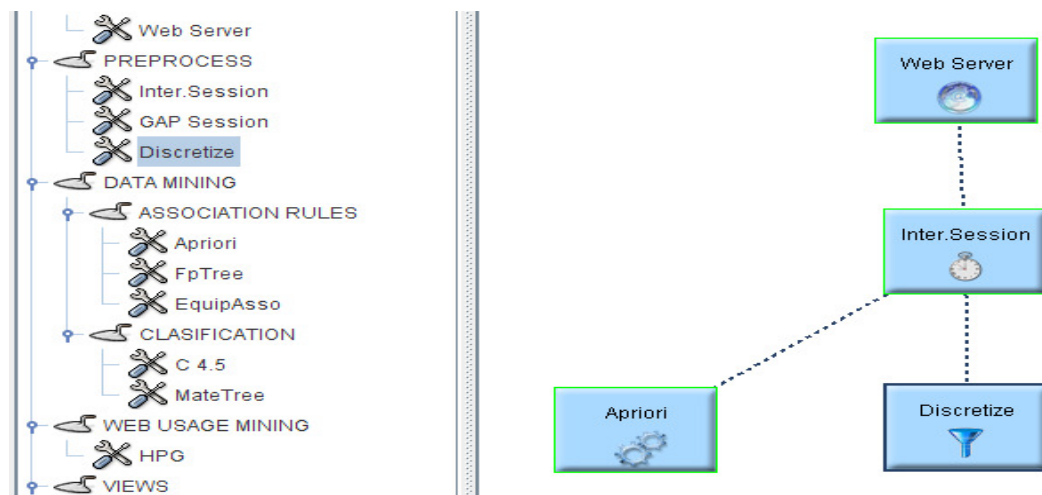 Web Server
PREPROCESS
Inter.Session
GAP Session
Discretize
DATA MINING
ASSOCIATION RULES
Apriori
FpTree
EquipAsso
CLASIFICATION
C 4.5
MateTree
WEB USAGE MINING
HPG
VIEWS
Web Server
Inter.Session
Apriori
Discretize